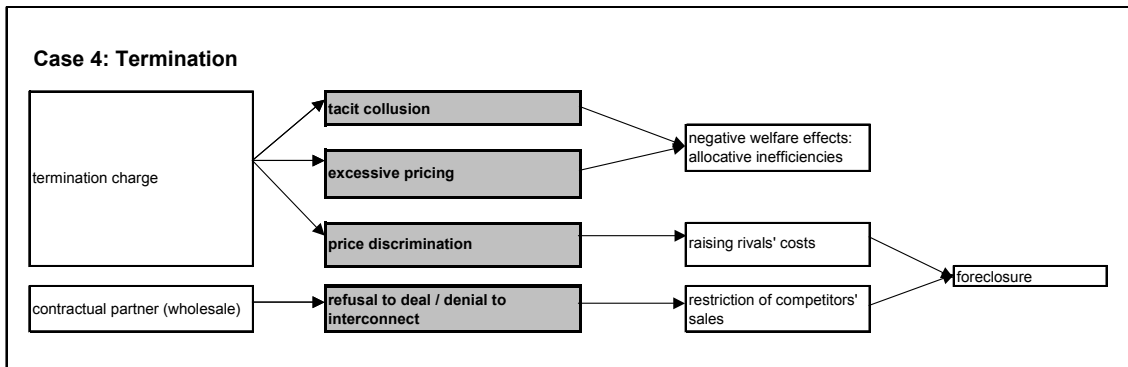 Case 4: Termination
termination charge
tacit collusion
excessive pricing
price discrimination
negative welfare effects:
allocative inefficiencies
raising rivals' costs
foreclosure
contractual partner (wholesale)
refusal to deal / denial to
interconnect
restriction of competitors'
sales